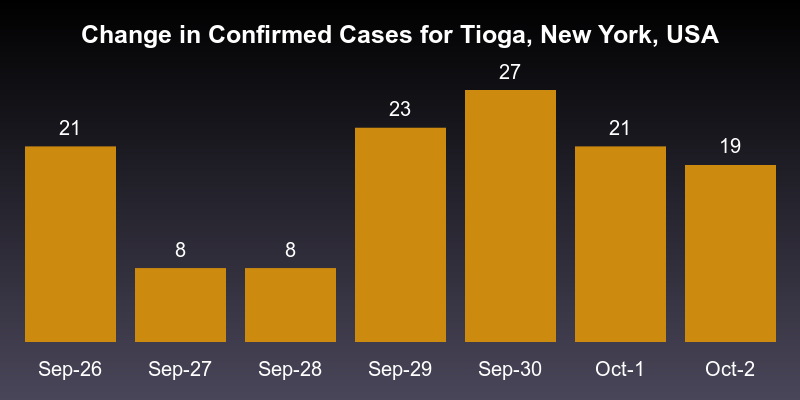 Change in Confirmed Cases for Tioga, New York, USA
27
23
21
21
19
8
8
Sep-26
Sep-27
Sep-28
Sep-29
Sep-30
Oct-1
Oct-2